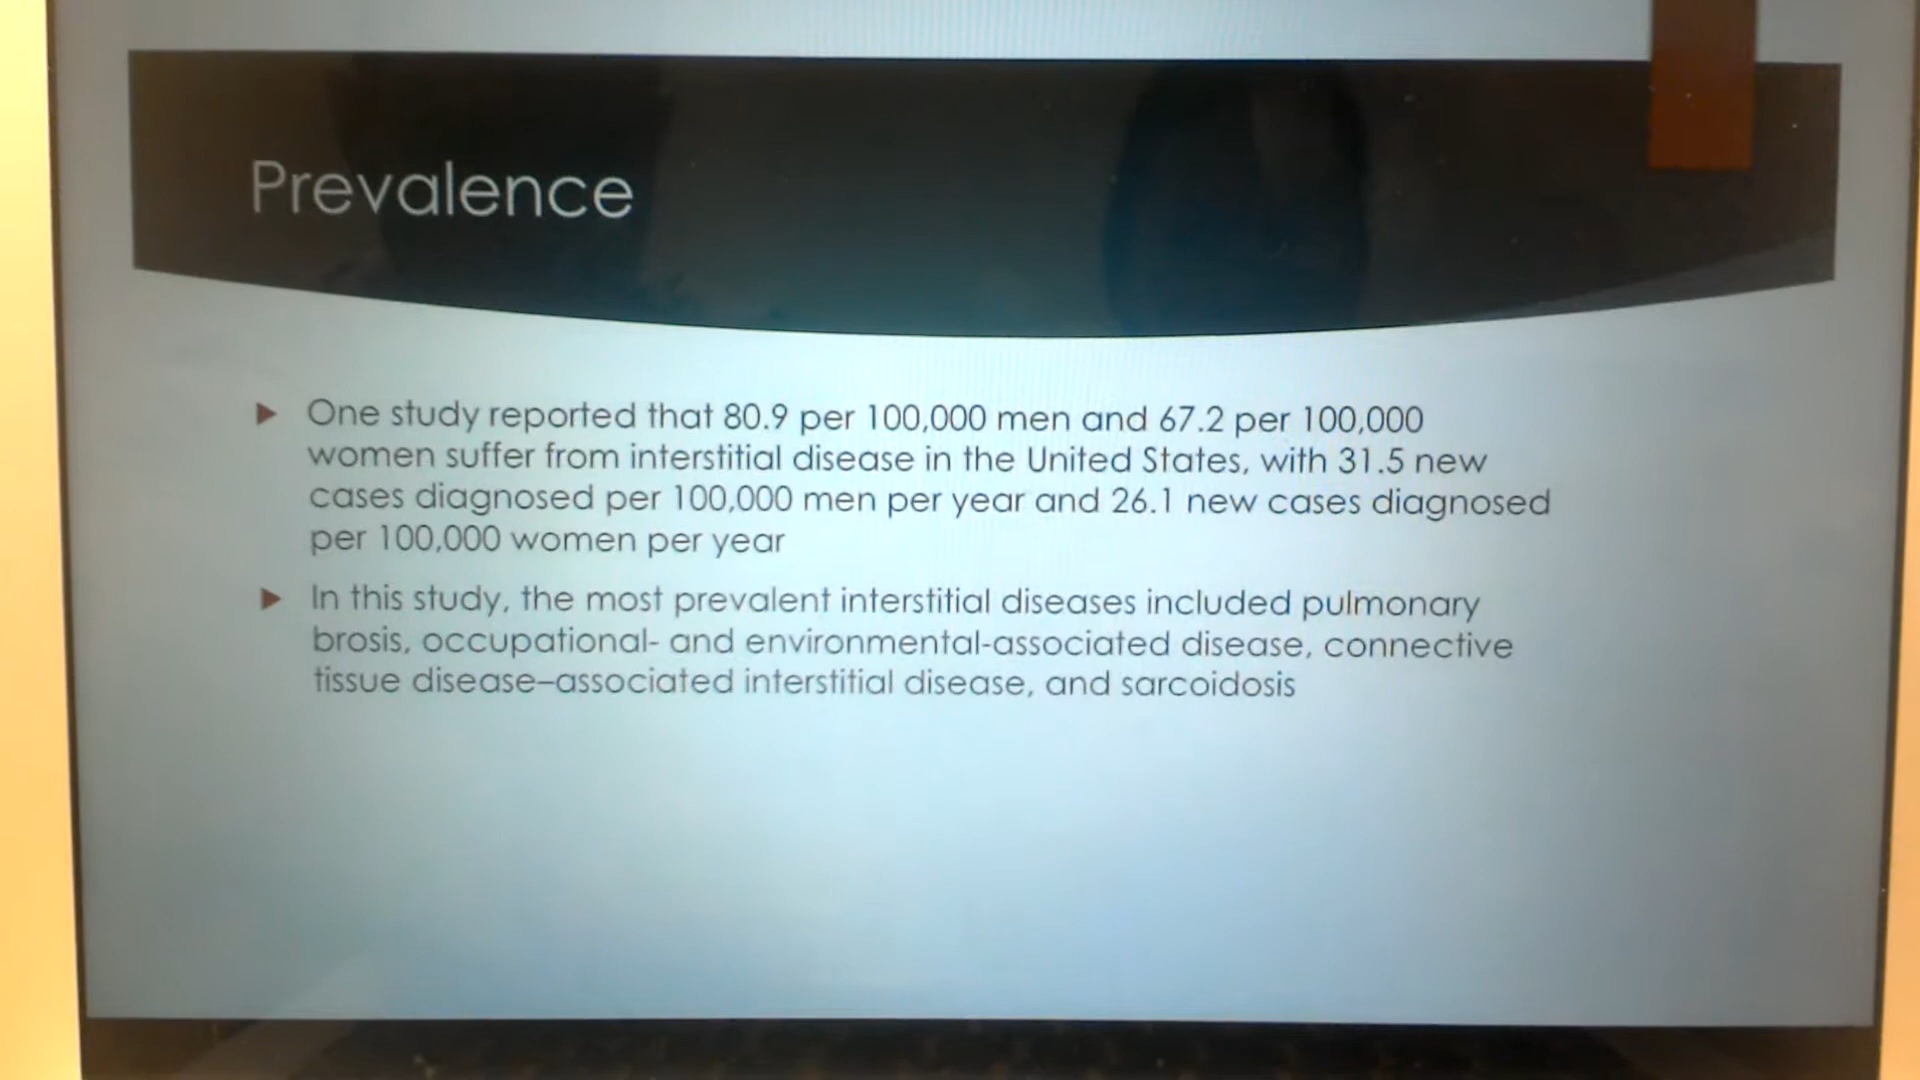 Prevalence
One study reported that 80.9 per 100,000 men and 67.2 per 100,000
women suffer from interstitial disease in the United States, with 31.5 new
cases diagnosed per 100,000 men per year and 26.1 new cases diagnosed
per 100,000 women per year
In this study, the most prevalent interstitial diseases included pulmonary
brosis, occupational- and environmental-associated disease, connective
tissue disease–associated interstitial disease, and sarcoidosis